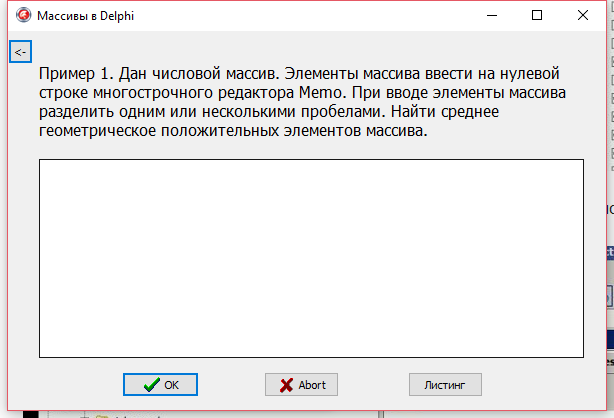 Массивы в Delphi
<-
Пример 1. Дан числовой массив. Элементы массива ввести на нулевой
строке многострочного редактора Memo. При вводе элементы массива
разделить одним или несколькими пробелами. Найти среднее
геометрическое положительных элементов массива.
OK
Abort
Листинг